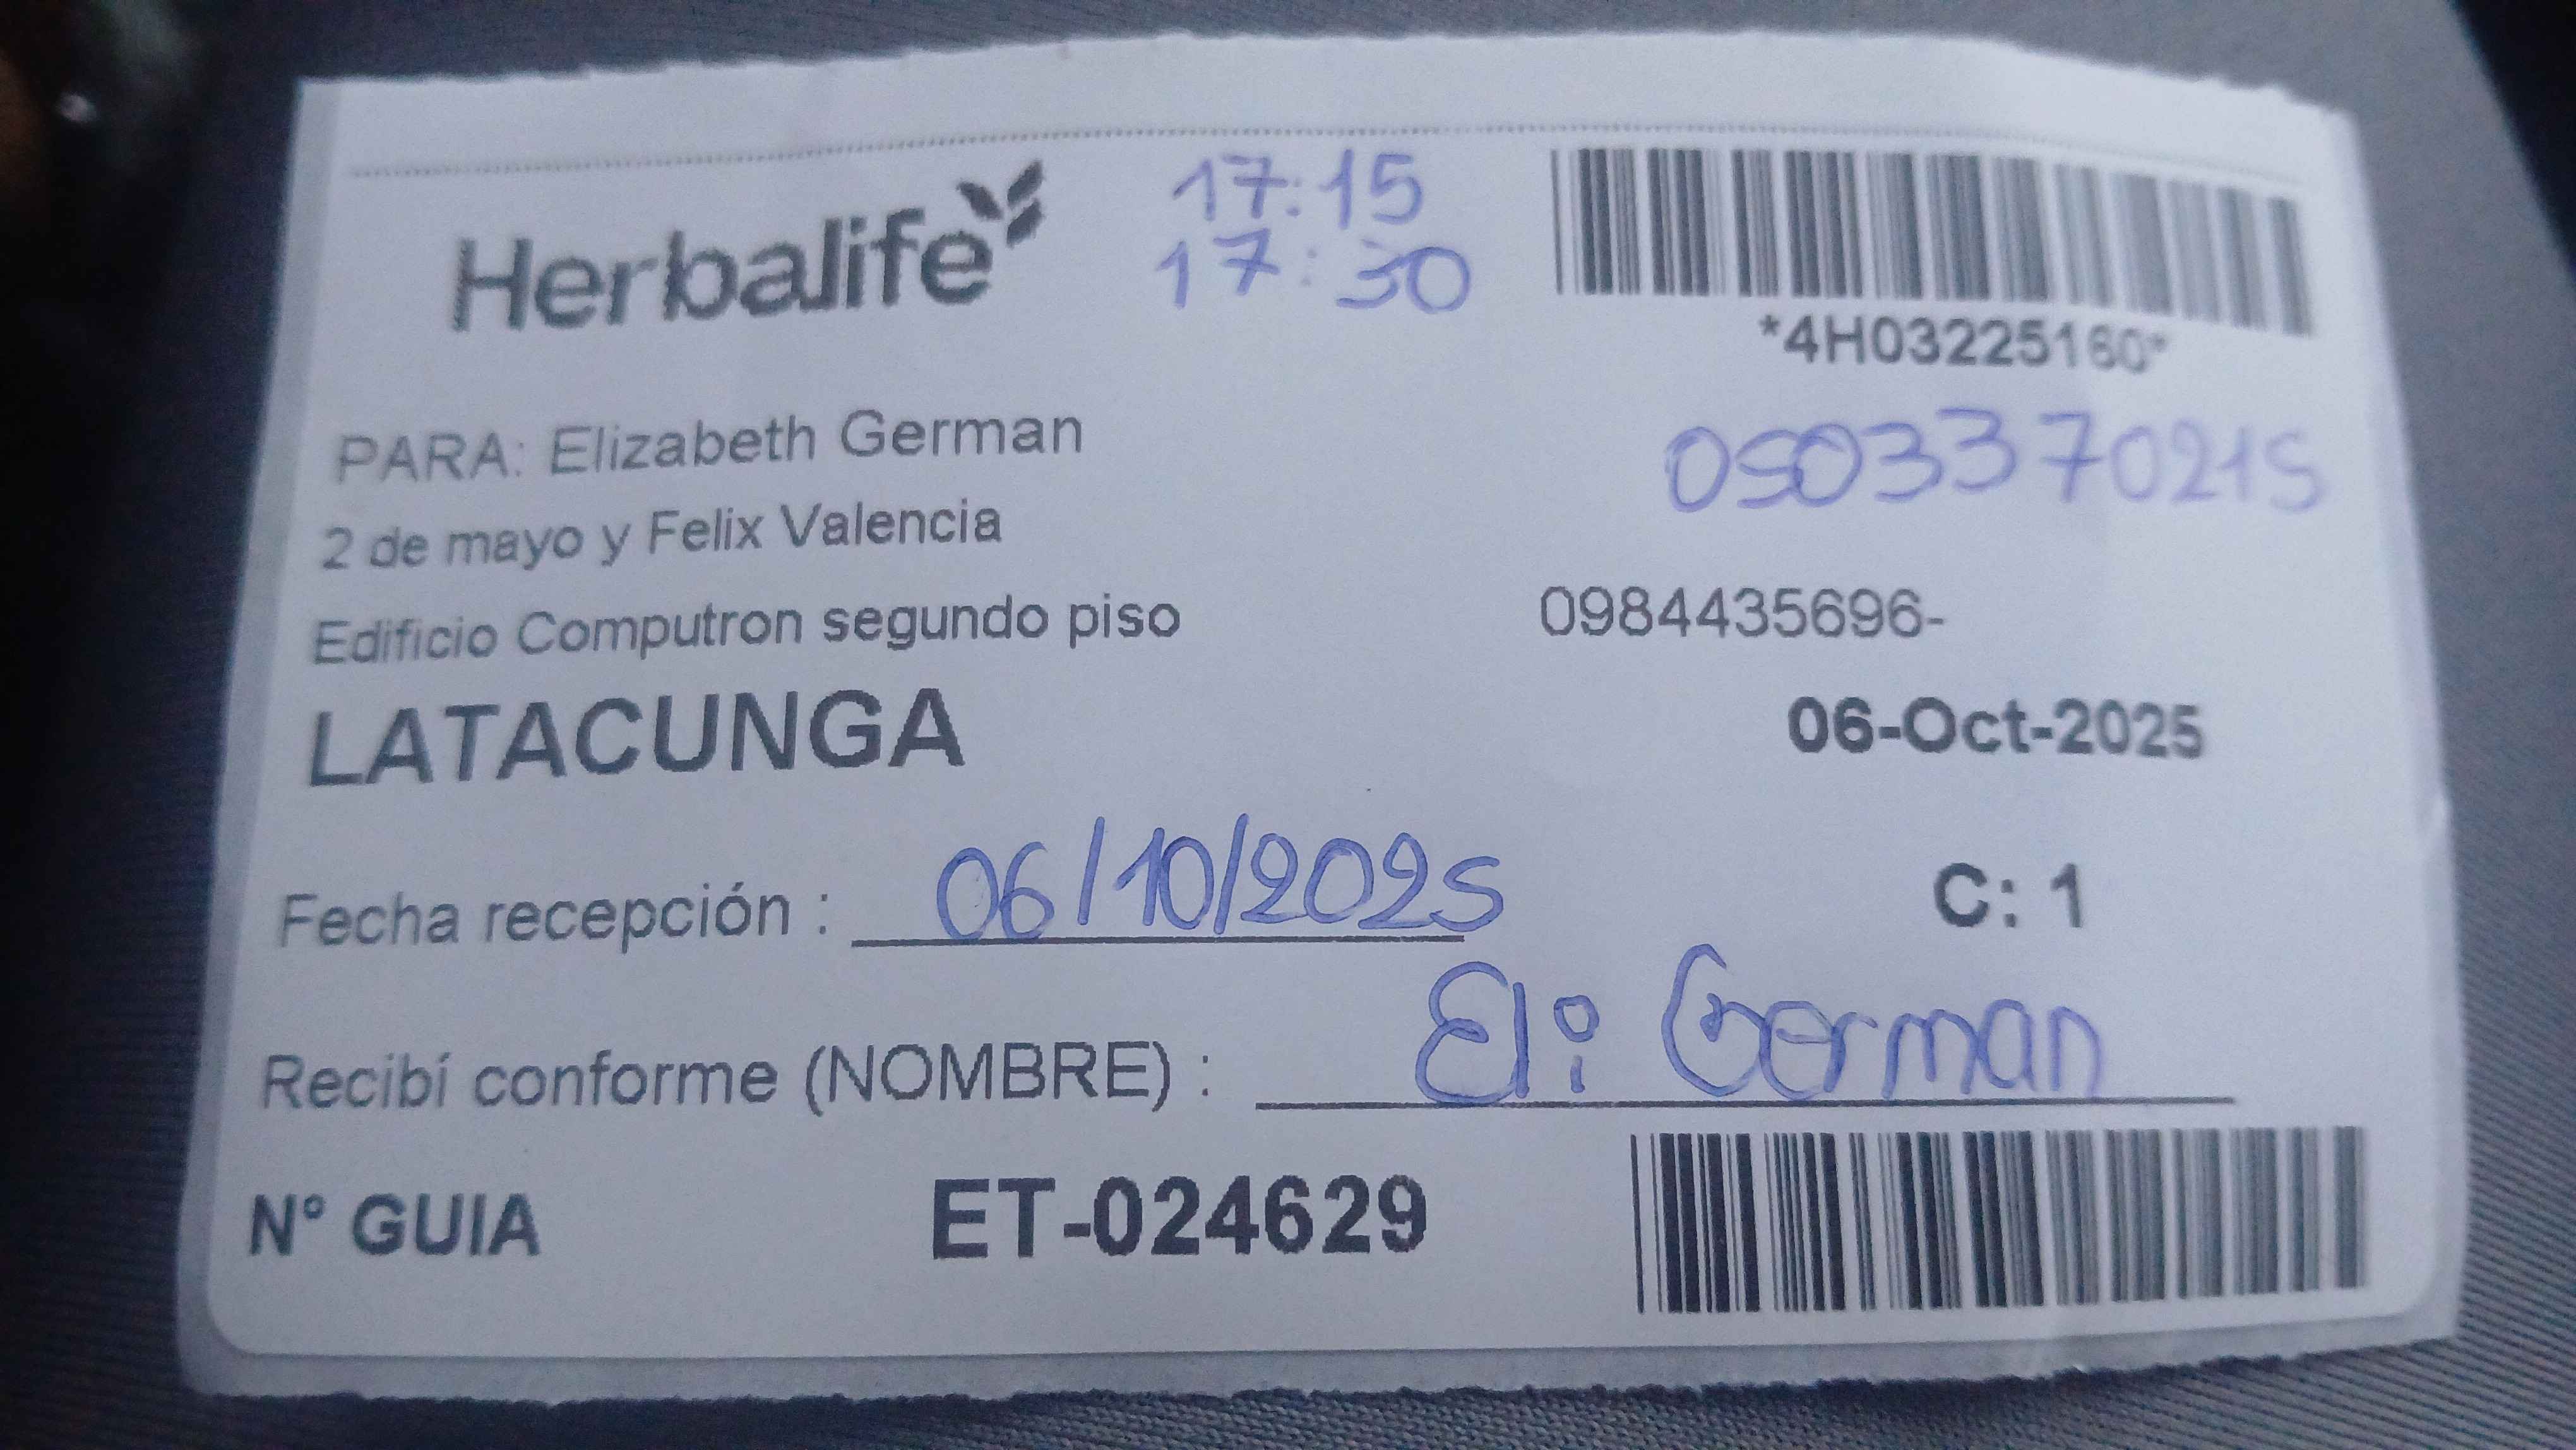 Herbalife
17:15
17:30
*4H03225160*
PARA: Elizabeth German
0503370215
2 de mayo y Felix Valencia
Edificio Computron segundo piso
0984435696-
LATACUNGA
06-Oct-2025
Fecha recepción : 06/10/2025
C: 1
Recibí conforme (NOMBRE) : Eli German
N° GUIA ET-024629